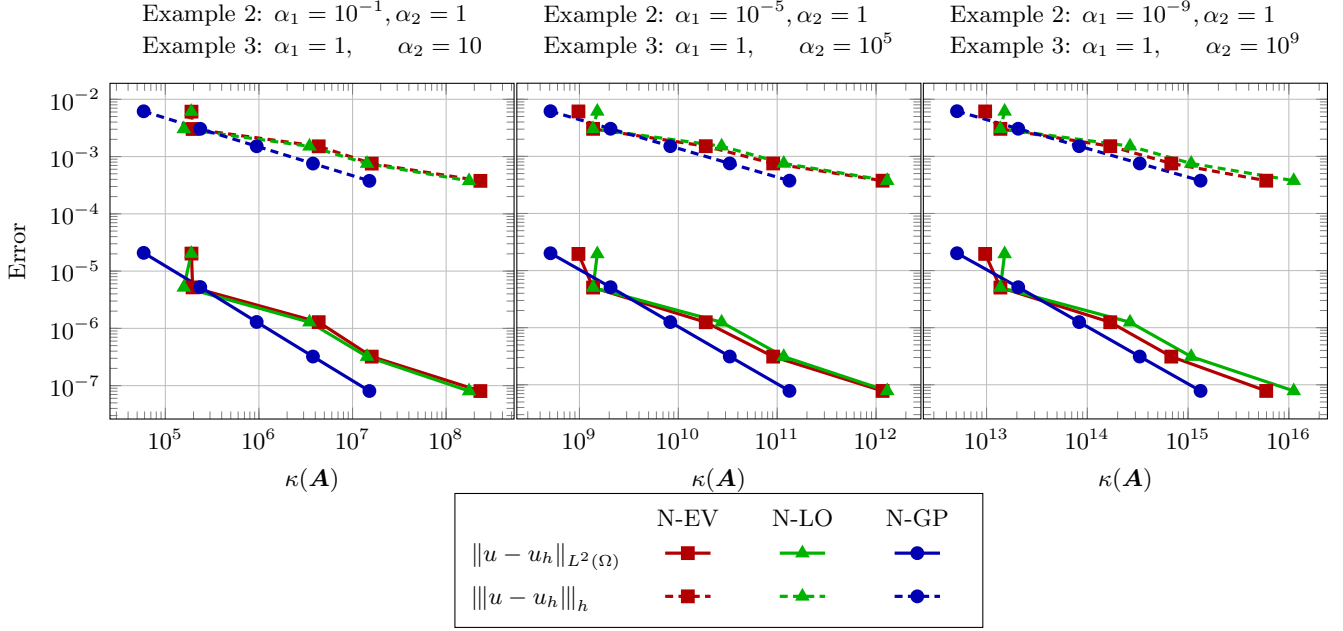 Example 2: α₁ = 10⁻¹, α₂ = 1
Example 3: α₁ = 1, α₂ = 10
Example 2: α₁ = 10⁻⁵, α₂ = 1
Example 3: α₁ = 1, α₂ = 10⁵
Example 2: α₁ = 10⁻⁹, α₂ = 1
Example 3: α₁ = 1, α₂ = 10⁹
Error
10⁻²
10⁻³
10⁻⁴
10⁻⁵
10⁻⁶
10⁻⁷
10⁵ 10⁶ 10⁷ 10⁸
κ(A)
10⁹ 10¹⁰ 10¹¹ 10¹²
κ(A)
10¹³ 10¹⁴ 10¹⁵ 10¹⁶
κ(A)
N-EV N-LO N-GP
‖u − uₕ‖_{L²(Ω)}
|||u − uₕ|||ₕ